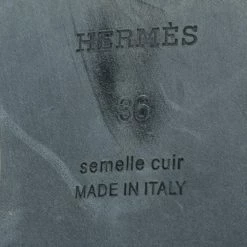 HERMÈS
36
semelle cuir
MADE IN ITALY